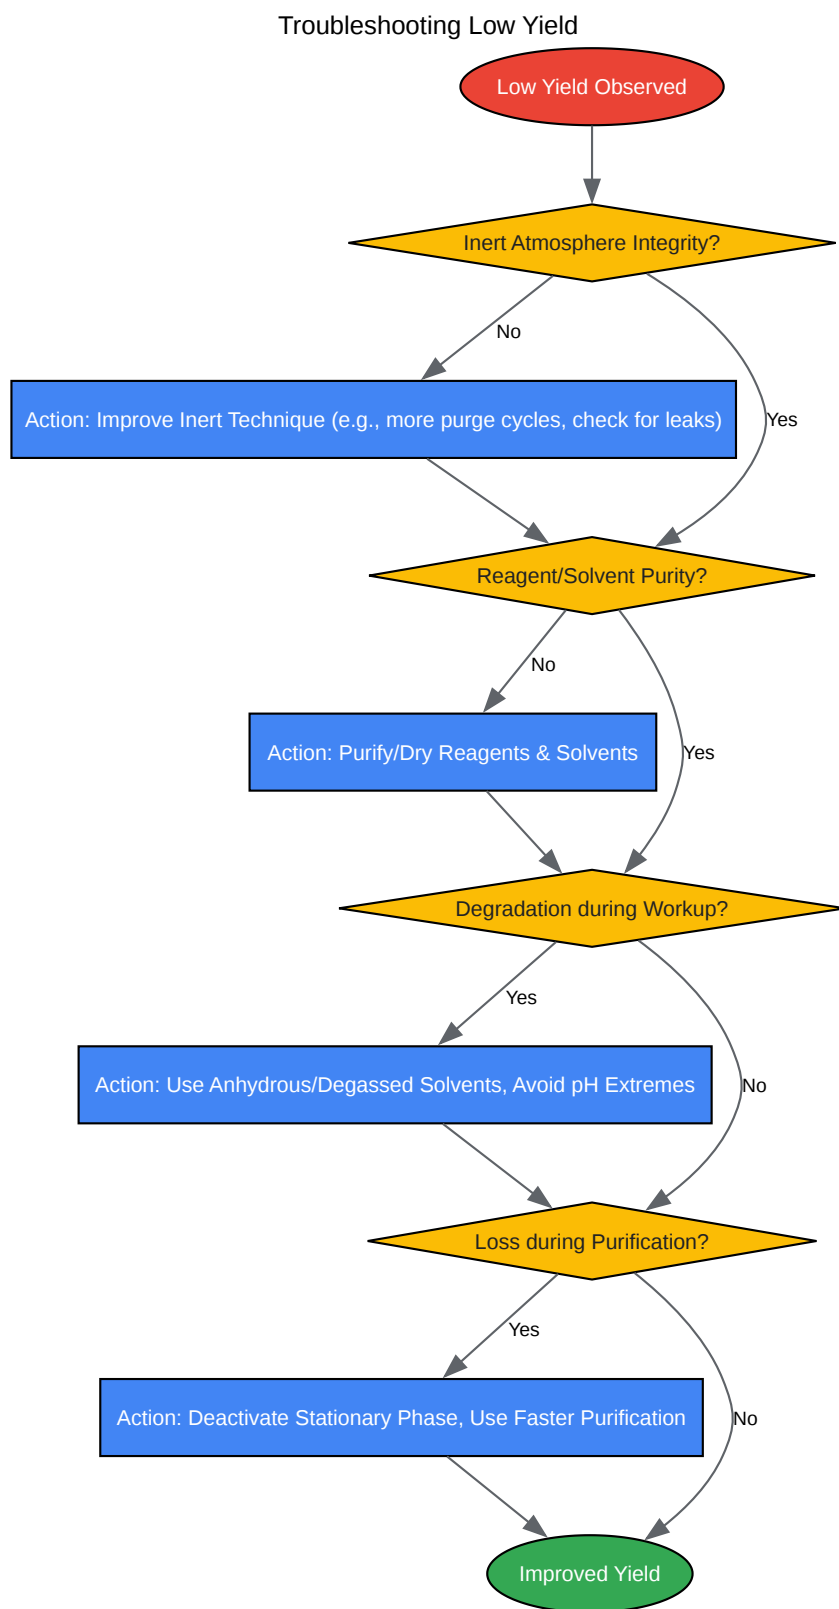 Troubleshooting Low Yield
Low Yield Observed
Inert Atmosphere Integrity?
No
Action: Improve Inert Technique (e.g., more purge cycles, check for leaks)
Yes
Reagent/Solvent Purity?
No
Action: Purify/Dry Reagents & Solvents
Yes
Degradation during Workup?
Yes
Action: Use Anhydrous/Degassed Solvents, Avoid pH Extremes
No
Loss during Purification?
Yes
Action: Deactivate Stationary Phase, Use Faster Purification
No
Improved Yield